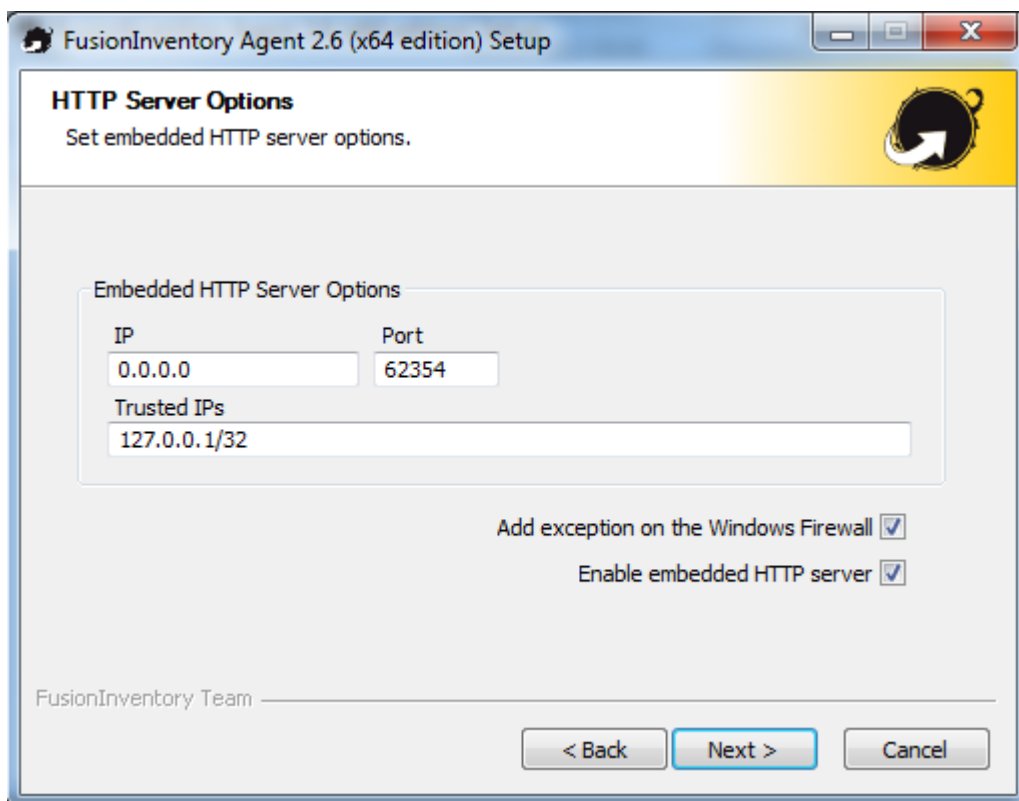 FusionInventory Agent 2.6 (x64 edition) Setup
HTTP Server Options
Set embedded HTTP server options.
Embedded HTTP Server Options
IP Port
0.0.0.0 62354
Trusted IPs
127.0.0.1/32
Add exception on the Windows Firewall
Enable embedded HTTP server
FusionInventory Team
< Back Next > Cancel